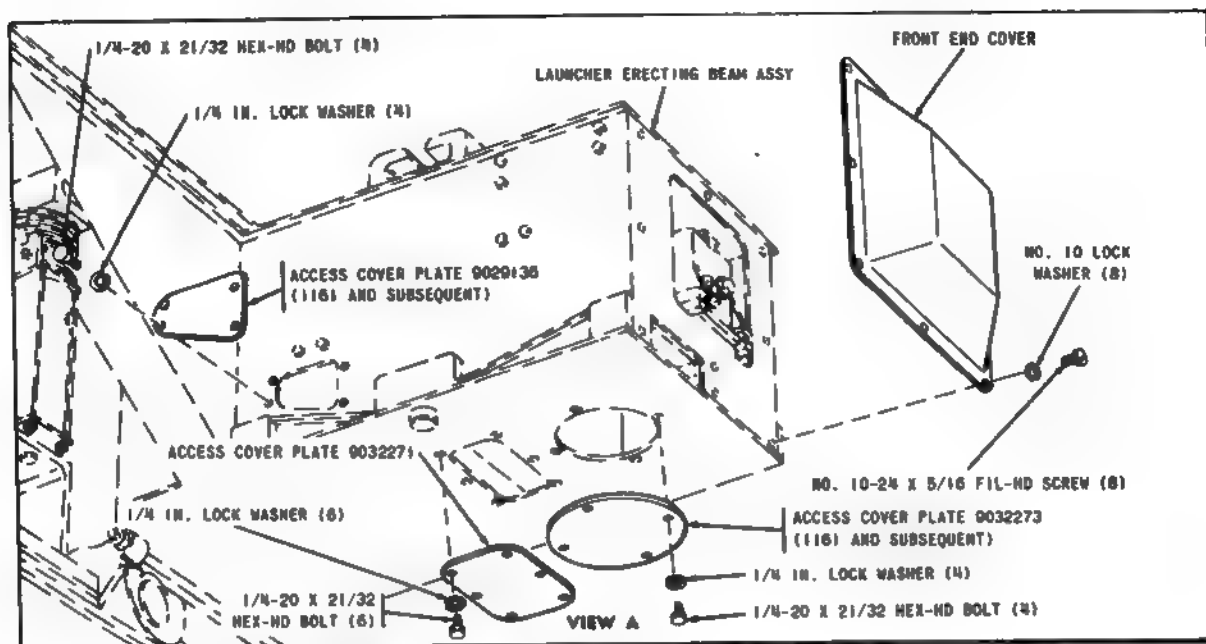 1/4-20 X 21/32 HEX-HD BOLT (4)
FRONT END COVER
LAUNCHER ERECTING BEAM ASSY
1/4 IN. LOCK WASHER (4)
NO. 10 LOCK
WASHER (8)
ACCESS COVER PLATE 9029135
(1161 AND SUBSEQUENT)
ACCESS COVER PLATE 9032271
NO. 10-24 X 5/16 FIL-HD SCREW (8)
1/4 IN. LOCK WASHER (6)
ACCESS COVER PLATE 9032273
(1161 AND SUBSEQUENT)
1/4 IN. LOCK WASHER (4)
1/4-20 X 21/32
HEX-HD BOLT (6)
VIEW A
1/4-20 X 21/32 HEX-HD BOLT (4)